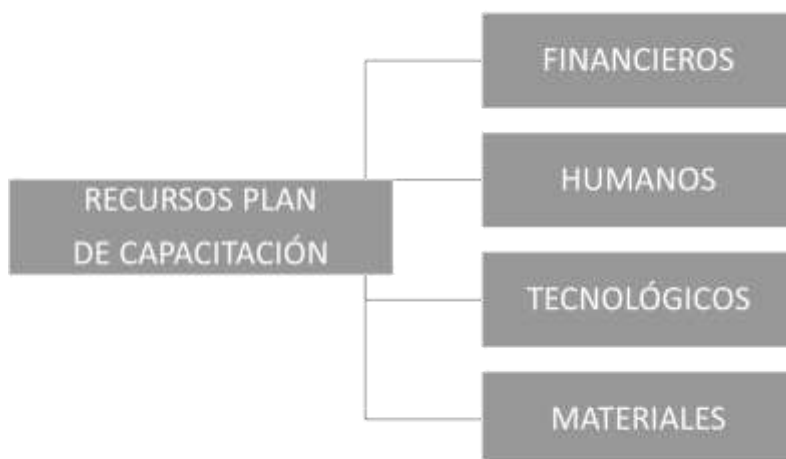 RECURSOS PLAN
DE CAPACITACIÓN
FINANCIEROS
HUMANOS
TECNOLÓGICOS
MATERIALES